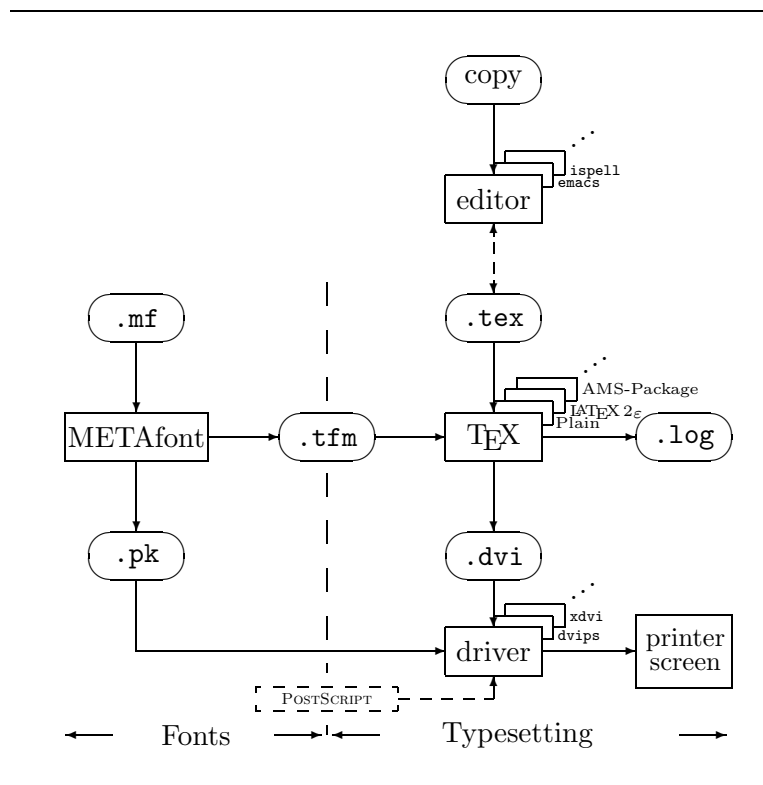 copy
ispell
emacs
editor
.mf
.tex
AMS-Package
LATEX 2ε
Plain
METAfont
.tfm
TEX
.log
.pk
.dvi
xdvi
dvips
driver
printer
screen
POSTSCRIPT
Fonts
Typesetting